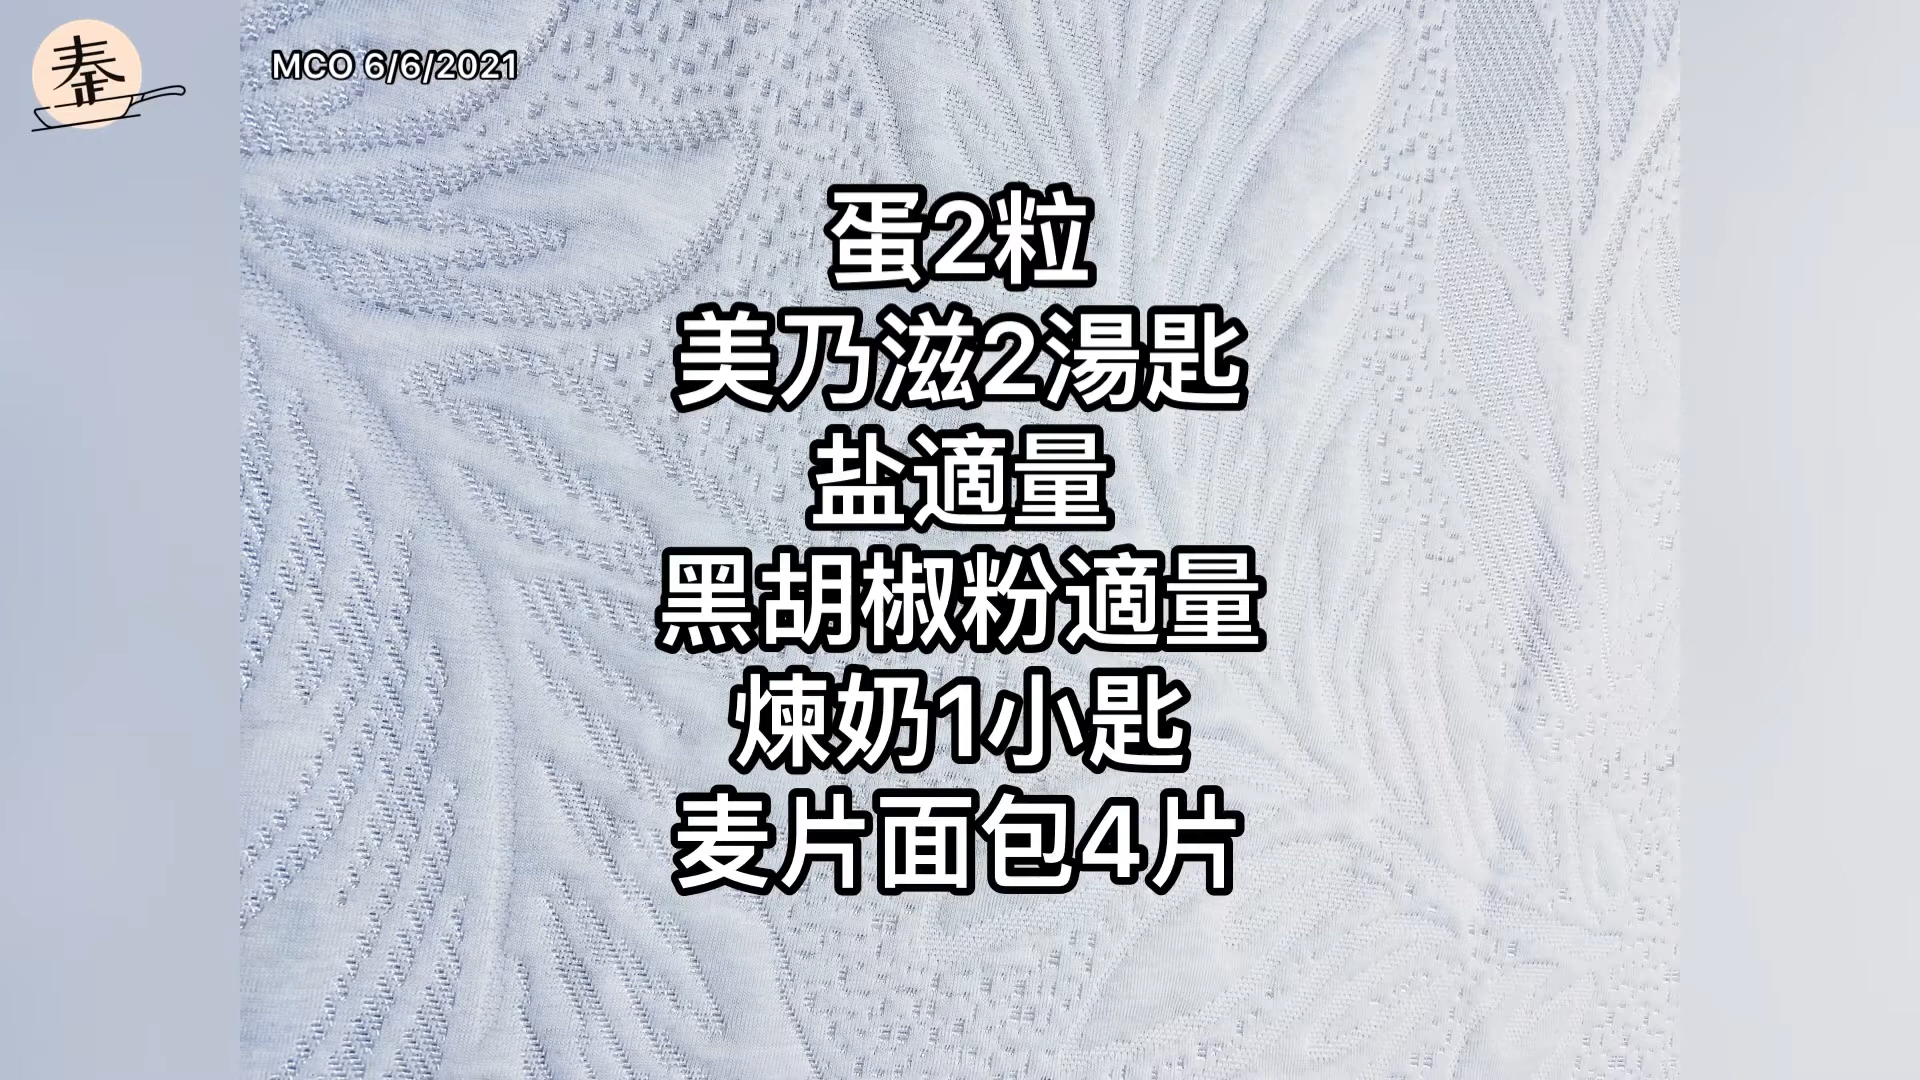 MCO 6/6/2021
蛋2粒
美乃滋2湯匙
盐適量
黑胡椒粉適量
煉奶1小匙
麦片面包4片